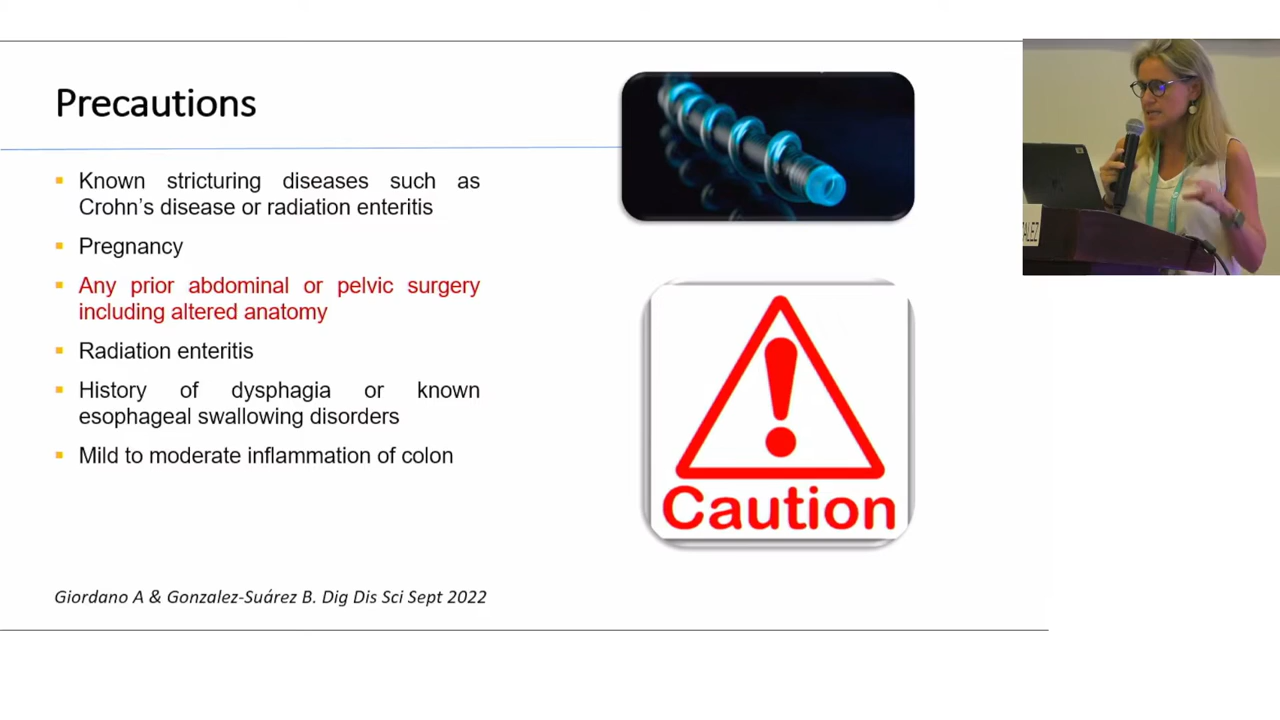 Precautions
Known stricturing diseases such as
Crohn's disease or radiation enteritis
Pregnancy
Any prior abdominal or pelvic surgery
including altered anatomy
Radiation enteritis
History of dysphagia or known
esophageal swallowing disorders
Mild to moderate inflammation of colon
Caution
Giordano A & Gonzalez-Suárez B. Dig Dis Sci Sept 2022